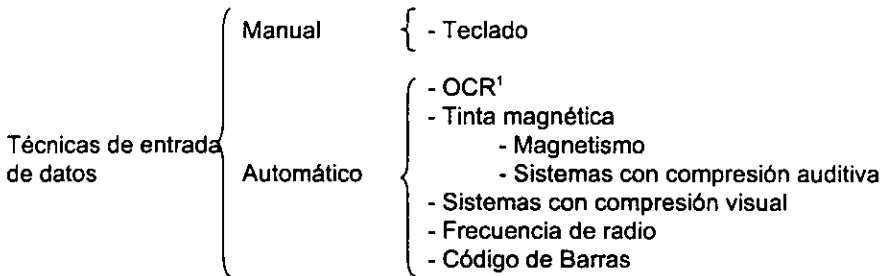 Manual - Teclado
- OCR¹
- Tinta magnética
Técnicas de entrada - Magnetismo
de datos Automático - Sistemas con compresión auditiva
- Sistemas con compresión visual
- Frecuencia de radio
- Código de Barras